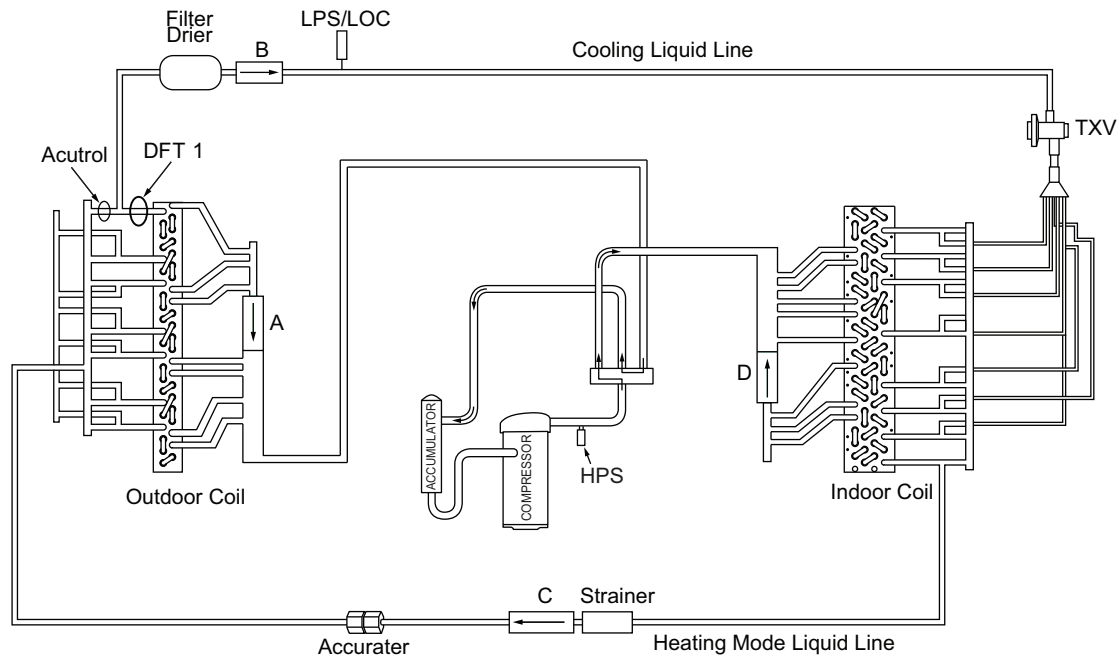 LPS/LOC
Filter
Drier
B
Cooling Liquid Line
TXV
Acutrol
DFT 1
A
D
ACCUMULATOR
COMPRESSOR
HPS
Outdoor Coil
Indoor Coil
C
Strainer
Accurater
Heating Mode Liquid Line